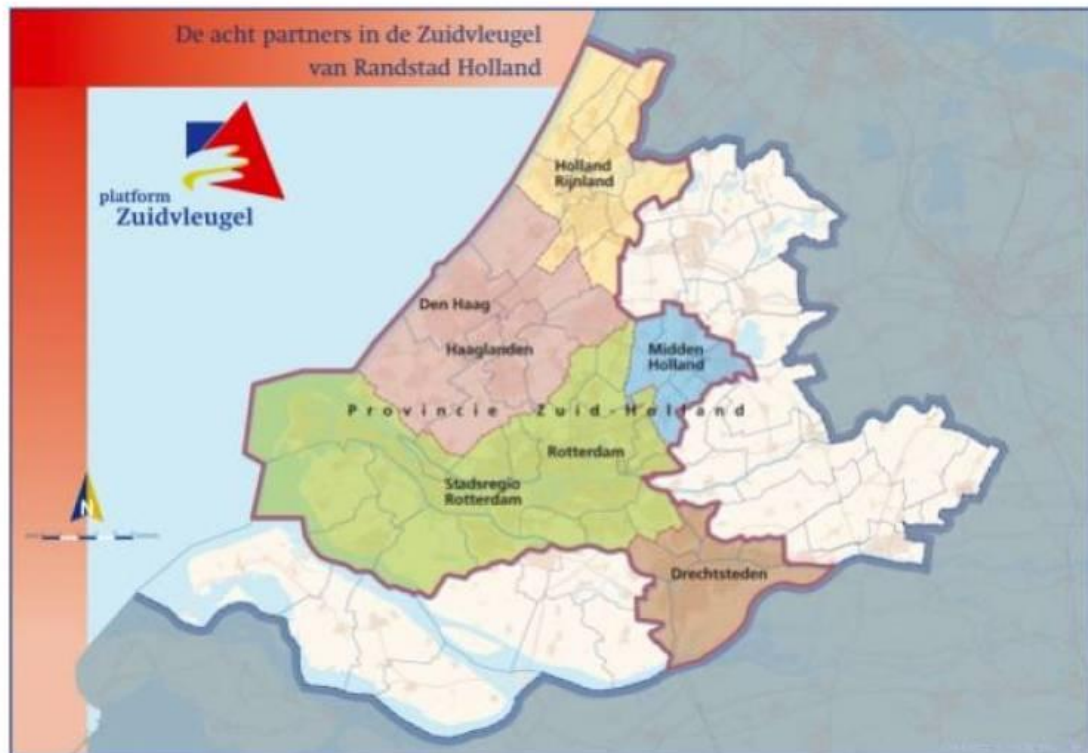 De acht partners in de Zuidvleugel
van Randstad Holland
platform
Zuidvleugel
Holland
Rijnland
Den Haag
Haaglanden
Midden
Holland
Provincie Zuid-Holland
Rotterdam
Stadsregio
Rotterdam
N
Drechtsteden